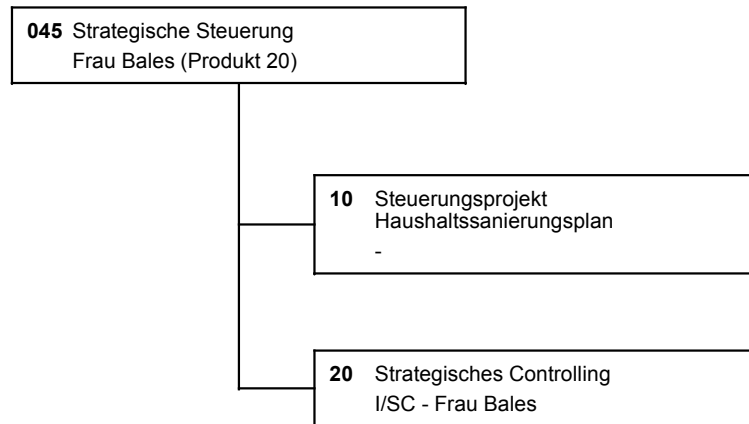 045 Strategische Steuerung
Frau Bales (Produkt 20)
10 Steuerungsprojekt
Haushaltssanierungsplan
-
20 Strategisches Controlling
I/SC - Frau Bales